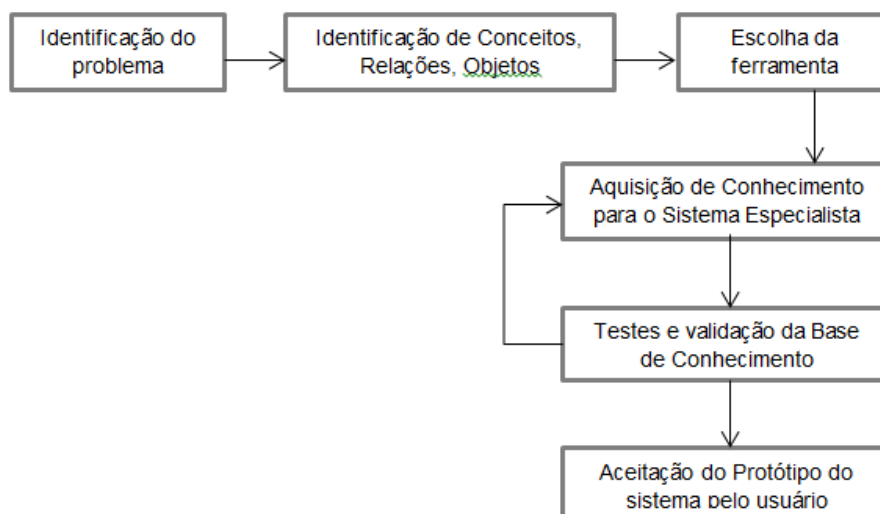 Identificação do
problema
Identificação de Conceitos,
Relações, Objetos
Escolha da
ferramenta
Aquisição de Conhecimento
para o Sistema Especialista
Testes e validação da Base
de Conhecimento
Aceitação do Protótipo do
sistema pelo usuário